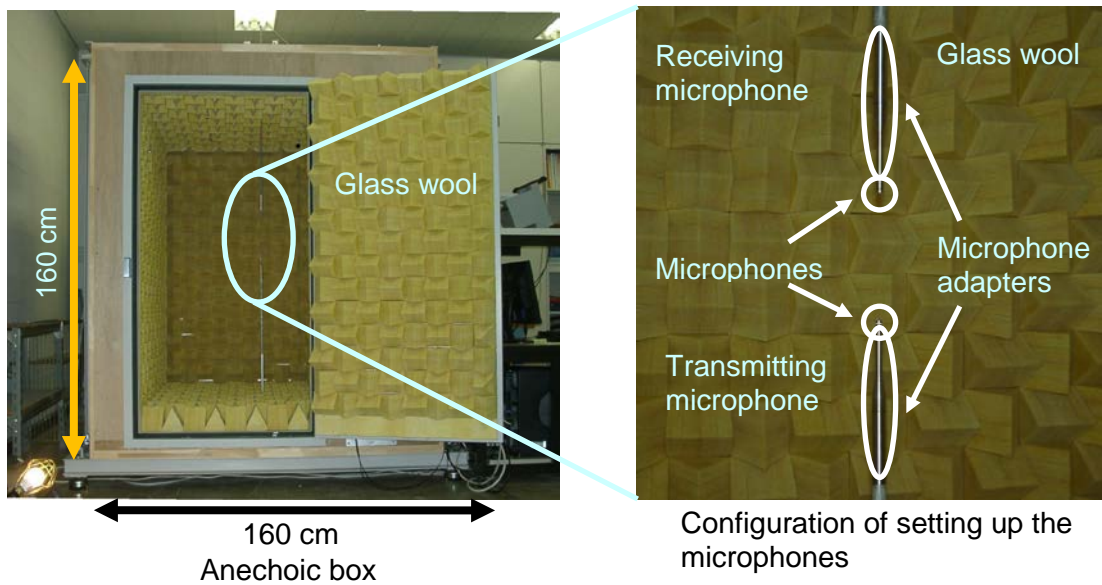 160 cm
Glass wool
160 cm
Anechoic box
Receiving
microphone
Glass wool
Microphones
Microphone
adapters
Transmitting
microphone
Configuration of setting up the
microphones